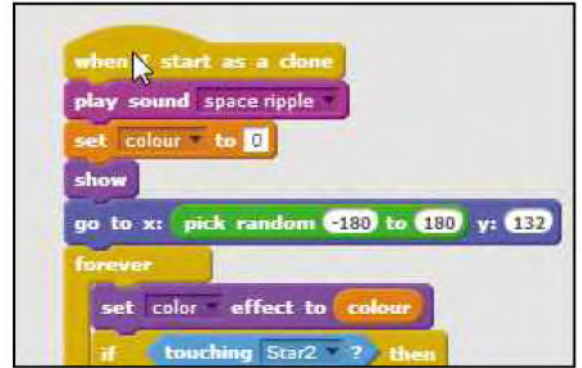 when I start as a clone
play sound space ripple
set colour to 0
show
go to x: pick random -180 to 180 y: 132
forever
set color effect to colour
if touching Star2 ? then